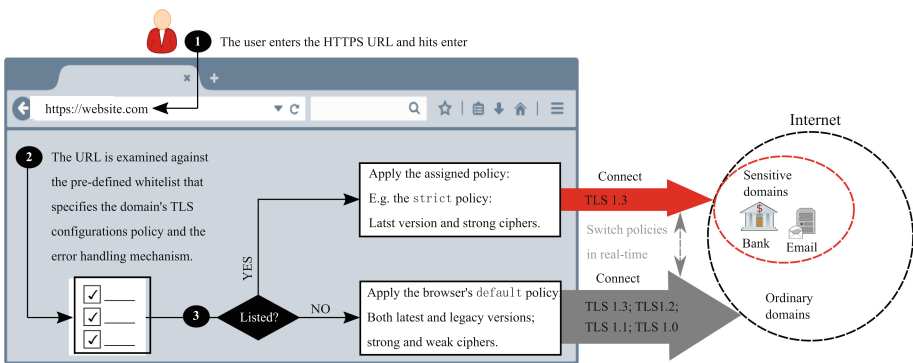 1 The user enters the HTTPS URL and hits enter
× +
https://website.com
2 The URL is examined against
the pre-defined whitelist that
specifies the domain's TLS
configurations policy and the
error handling mechanism.
3 Listed?
YES
NO
Apply the assigned policy:
E.g. the strict policy:
Latst version and strong ciphers.
Apply the browser's default policy
Both latest and legacy versions;
strong and weak ciphers.
Connect
TLS 1.3
Switch policies
in real-time
Connect
TLS 1.3; TLS1.2;
TLS 1.1; TLS 1.0
Internet
Sensitive
domains
$
Bank
Email
Ordinary
domains